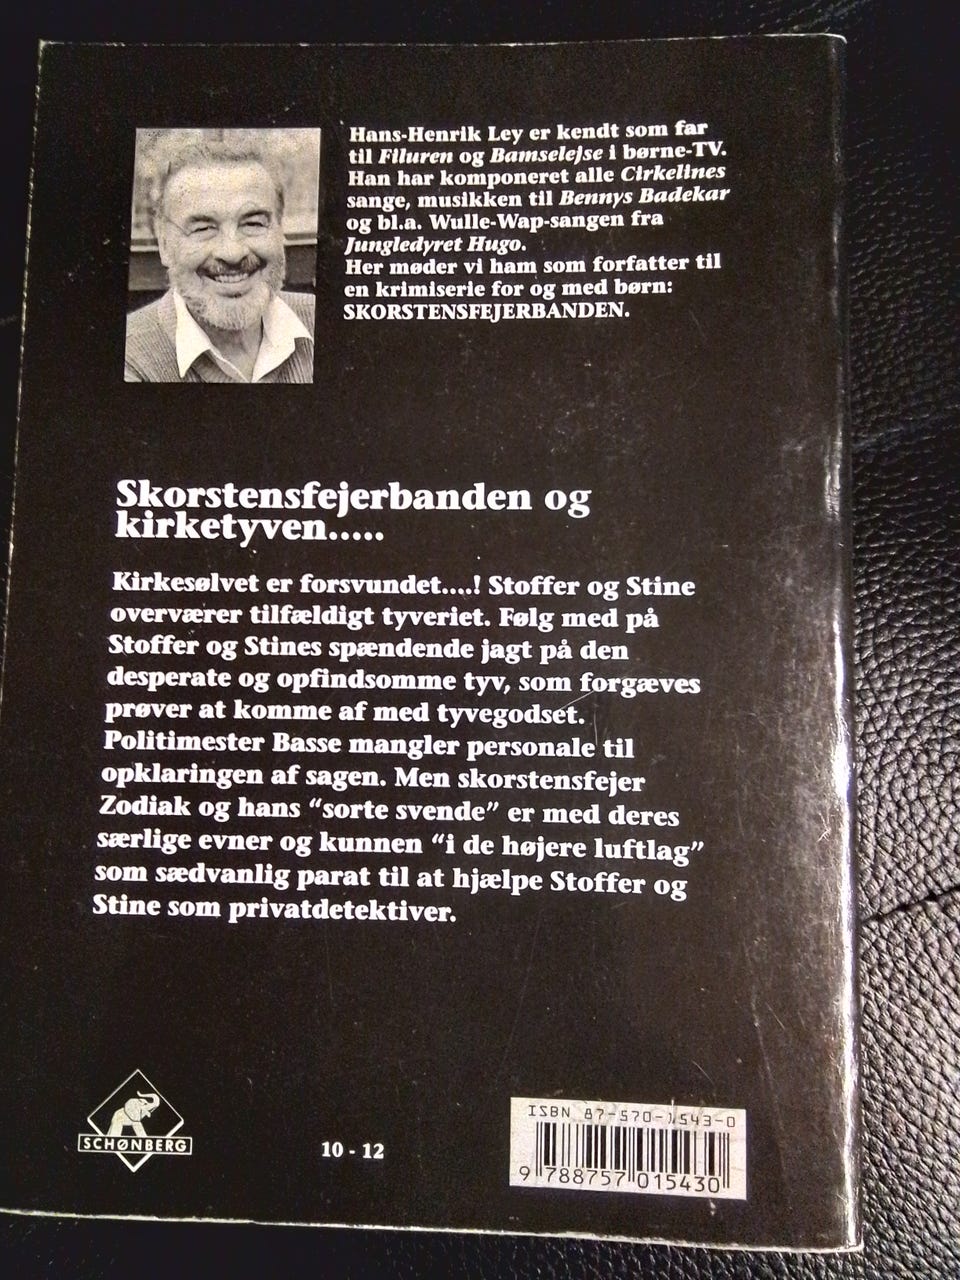 Hans-Henrik Ley er kendt som far
til Filuren og Bamselejse i børne-TV.
Han har komponeret alle Cirkelines
sange, musikken til Bennys Badekar
og bl.a. Wulle-Wap-sangen fra
Jungledyret Hugo.
Her møder vi ham som forfatter til
en krimiserie for og med børn:
SKORSTENSFEJERBANDEN.
Skorstensfejerbanden og
kirketyven.....
Kirkesølvet er forsvundet....! Stoffer og Stine
overværer tilfældigt tyveriet. Følg med på
Stoffer og Stines spændende jagt på den
desperate og opfindsomme tyv, som forgæves
prøver at komme af med tyvegodset.
Politimester Basse mangler personale til
opklaringen af sagen. Men skorstensfejer
Zodiak og hans “sorte svende” er med deres
særlige evner og kunnen “i de højere luftlag”
som sædvanlig parat til at hjælpe Stoffer og
Stine som privatdetektiver.
SCHØNBERG
10 - 12
ISBN 87-570-1543-0
9 788757 015430